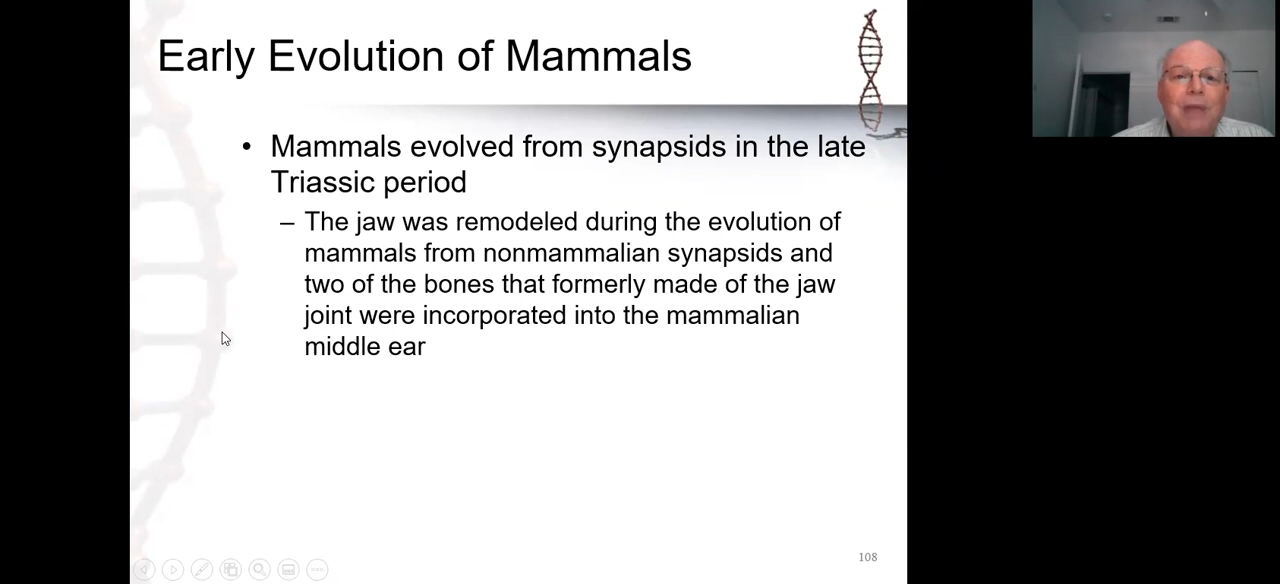 Early Evolution of Mammals
• Mammals evolved from synapsids in the late
Triassic period
– The jaw was remodeled during the evolution of
mammals from nonmammalian synapsids and
two of the bones that formerly made of the jaw
joint were incorporated into the mammalian
middle ear
108